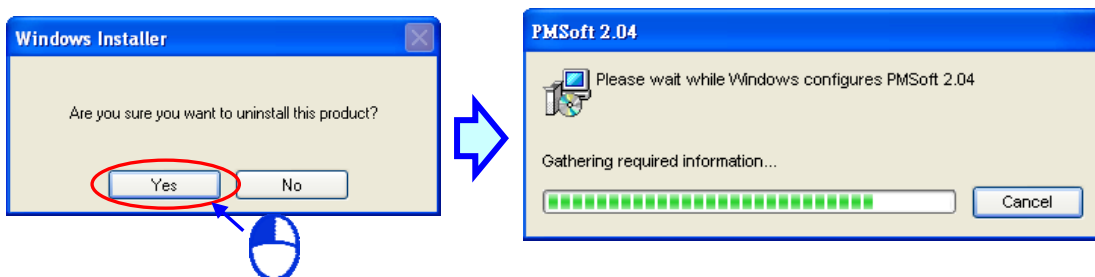 Windows Installer
Are you sure you want to uninstall this product?
Yes
No
PMSoft 2.04
Please wait while Windows configures PMSoft 2.04
Gathering required information...
Cancel